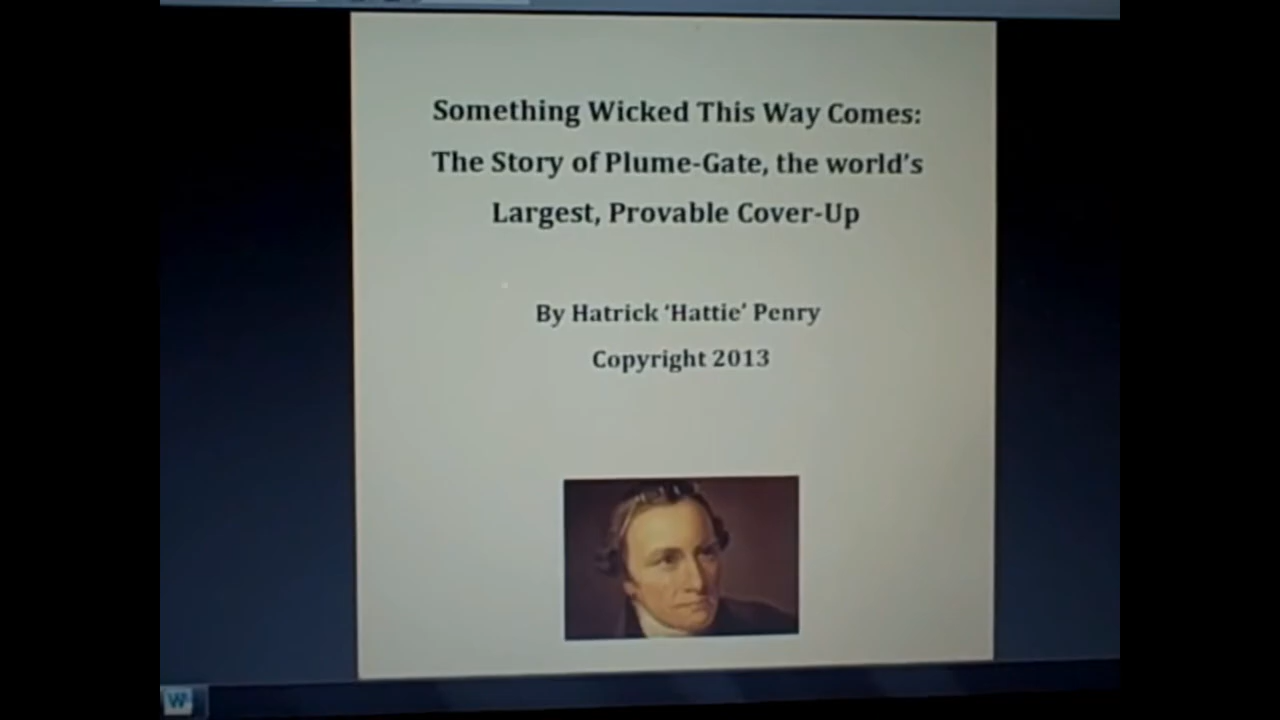 Something Wicked This Way Comes:
The Story of Plume-Gate, the world's
Largest, Provable Cover-Up
By Hatrick 'Hattie' Penry
Copyright 2013
W